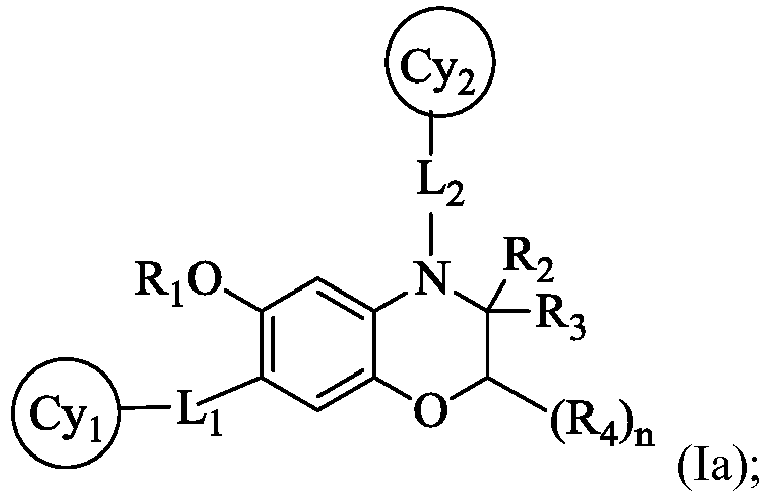 Cy₂
L₂
R₁O N R₂
R₃
Cy₁ L₁ O (R₄)ₙ (Ia);